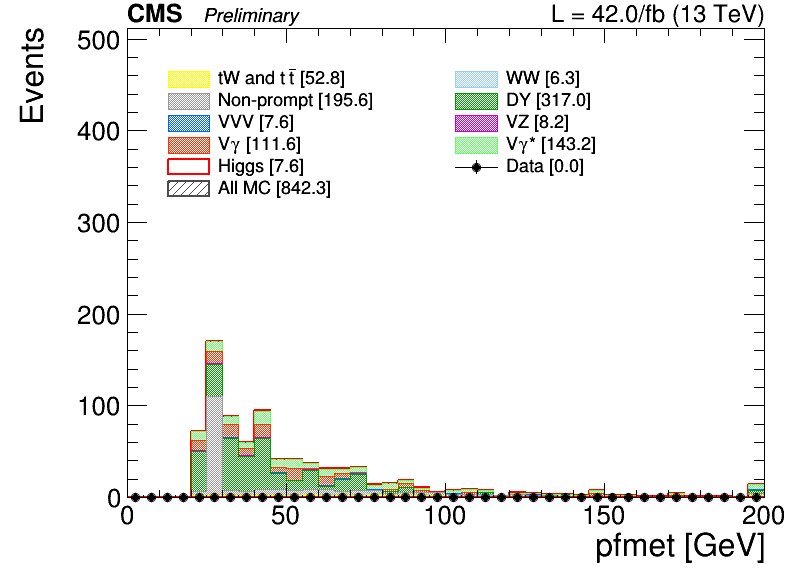 CMS Preliminary L = 42.0/fb (13 TeV)
Events
500
400
300
200
100
0
tW and t t̄ [52.8]
Non-prompt [195.6]
VVV [7.6]
Vγ [111.6]
Higgs [7.6]
All MC [842.3]
WW [6.3]
DY [317.0]
VZ [8.2]
Vγ* [143.2]
Data [0.0]
0 50 100 150 200
pfmet [GeV]